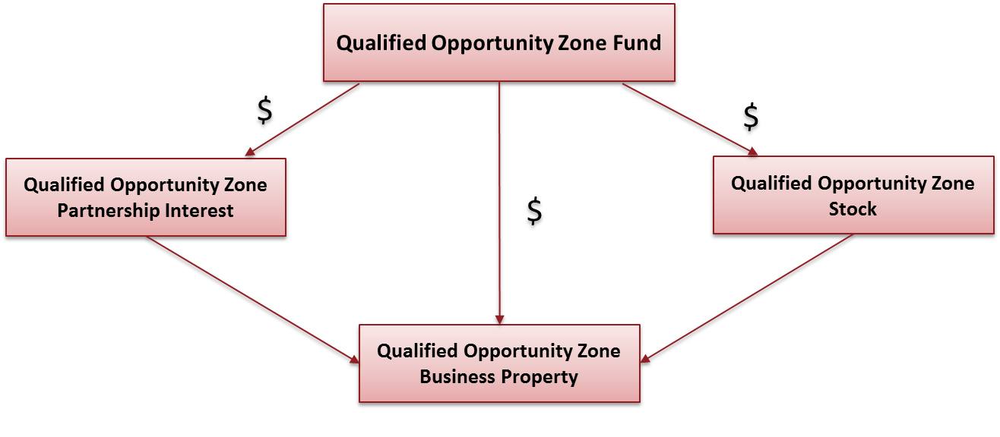 Qualified Opportunity Zone Fund
$
$
Qualified Opportunity Zone
Partnership Interest
Qualified Opportunity Zone
Stock
$
Qualified Opportunity Zone
Business Property